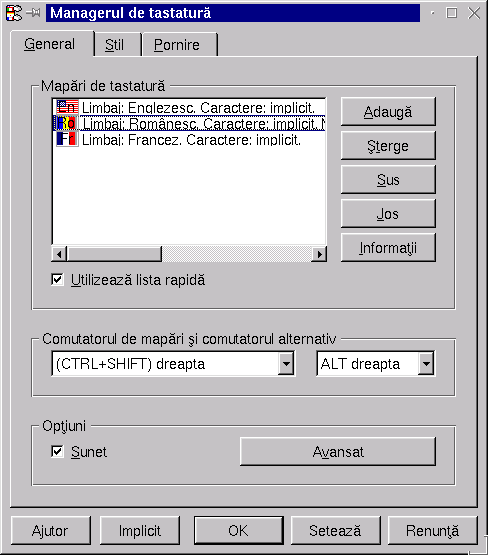 Managerul de tastatură
General Stil Pornire
Mapări de tastatură
Limbaj: Englezesc. Caractere: implicit.
Limbaj: Românesc. Caractere: implicit.
Limbaj: Francez. Caractere: implicit.
Adaugă
Şterge
Sus
Jos
Informaţii
Utilizează lista rapidă
Comutatorul de mapări şi comutatorul alternativ
(CTRL+SHIFT) dreapta ALT dreapta
Opţiuni
Sunet Avansat
Ajutor Implicit OK Setează Renunţă